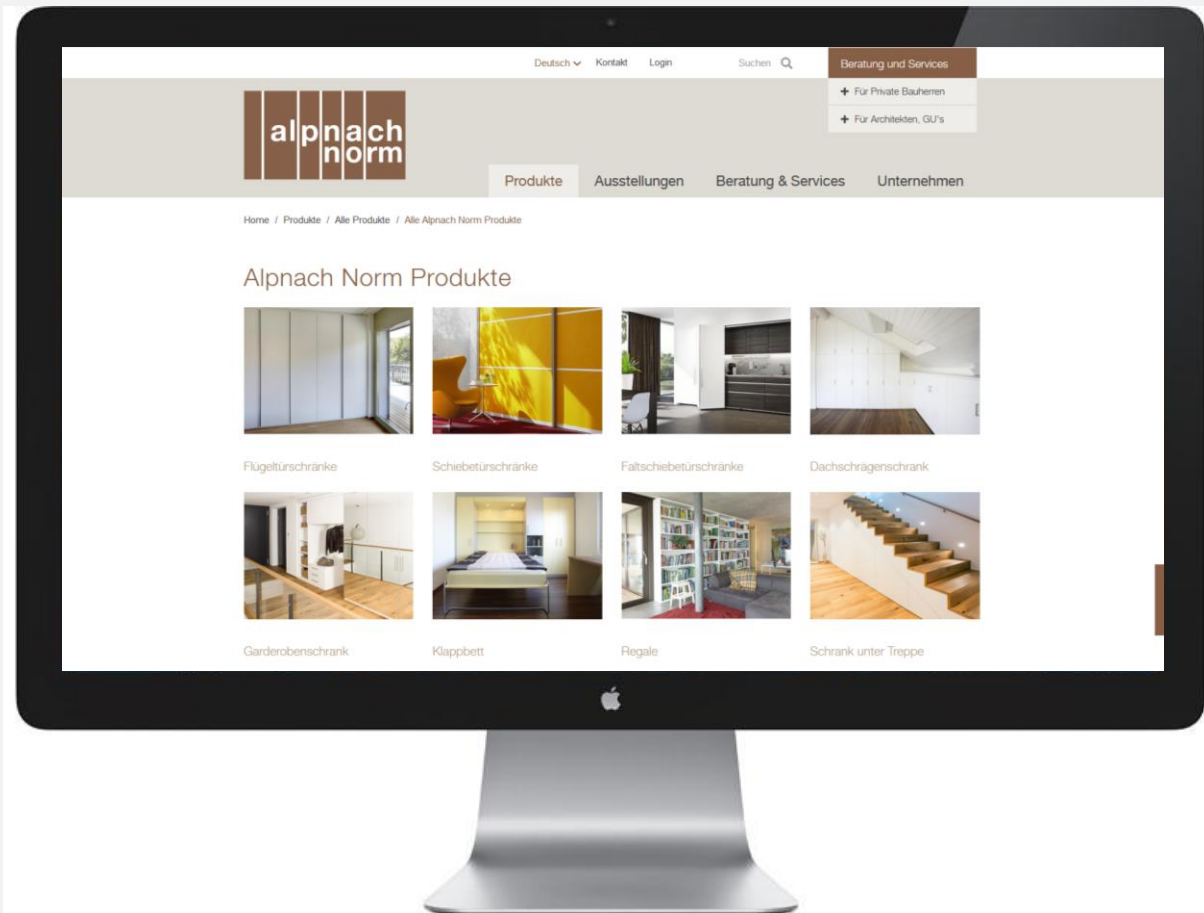 Deutsch Kontakt Login Suchen Beratung und Services
+ Für Private Bauherren
+ Für Architekten, GU's
alpnach
norm
Produkte Ausstellungen Beratung & Services Unternehmen
Home / Produkte / Alle Produkte / Alle Alpnach Norm Produkte
Alpnach Norm Produkte
Flügeltürschränke Schiebetürschränke Faltschiebetürschränke Dachschrägenschrank
Garderobenschrank Klappbett Regale Schrank unter Treppe